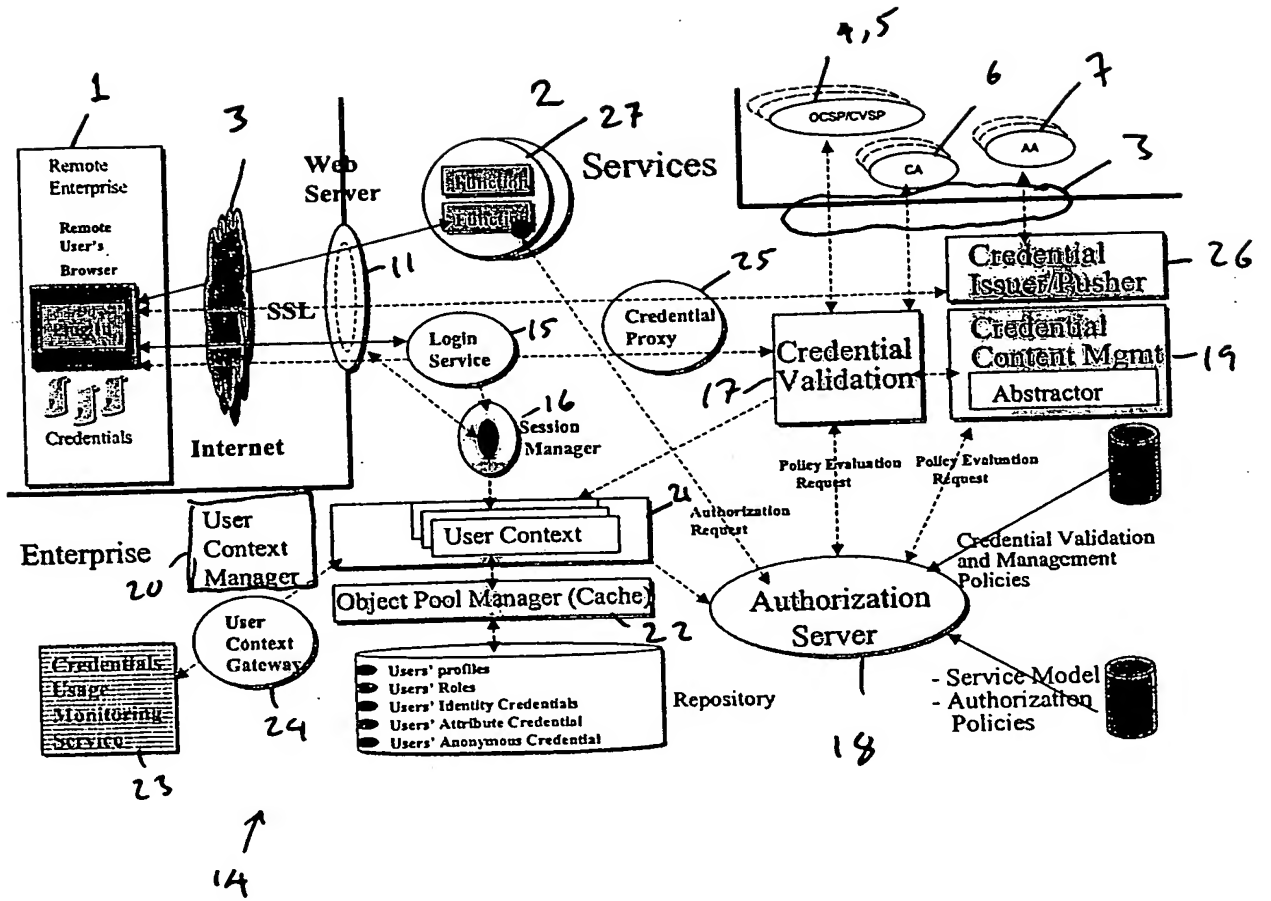 1
Remote
Enterprise
Remote
User's
Browser
Credentials
3
Internet
SSL
Web
Server
11
2
27
Function
Function
Services
4,5
OCSP/CVSP
6
CA
7
AA
3
Credential
Issuer/Pusher
26
Credential
Content Mgmt
Abstractor
19
25
Credential
Proxy
Credential
Validation
17
Login
Service
15
16
Session
Manager
Policy Evaluation
Request
Policy Evaluation
Request
Authorization
Request
Credential Validation
and Management
Policies
Enterprise
User
Context
Manager
20
User Context
21
Object Pool Manager (Cache)
22
User
Context
Gateway
24
Credentials
Usage
Monitoring
Service
23
Users' profiles
Users' Roles
Users' Identity Credentials
Users' Attribute Credential
Users' Anonymous Credential
Repository
Authorization
Server
18
- Service Model
- Authorization
Policies
14